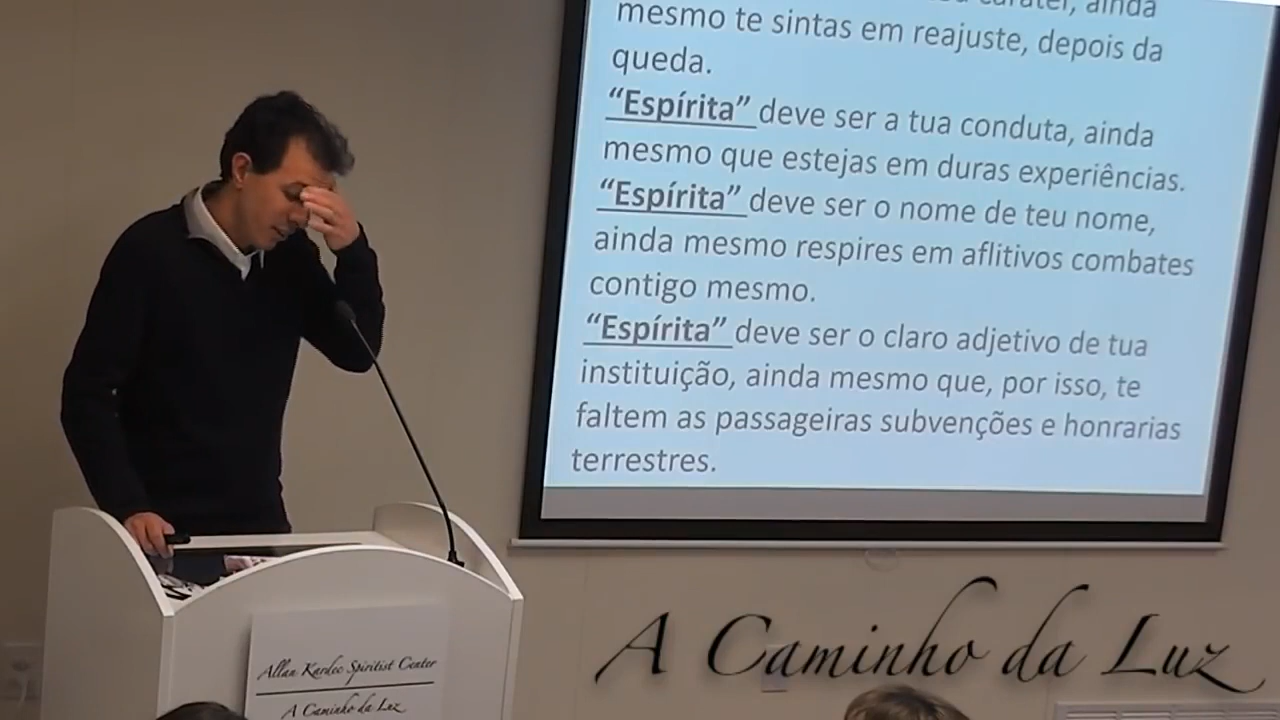 caráter, ainda
mesmo te sintas em reajuste, depois da
queda.
“Espírita” deve ser a tua conduta, ainda
mesmo que estejas em duras experiências.
“Espírita” deve ser o nome de teu nome,
ainda mesmo respires em aflitivos combates
contigo mesmo.
“Espírita” deve ser o claro adjetivo de tua
instituição, ainda mesmo que, por isso, te
faltem as passageiras subvenções e honrarias
terrestres.
A Caminho da Luz
Allan Kardec Spiritist Center
A Caminho da Luz